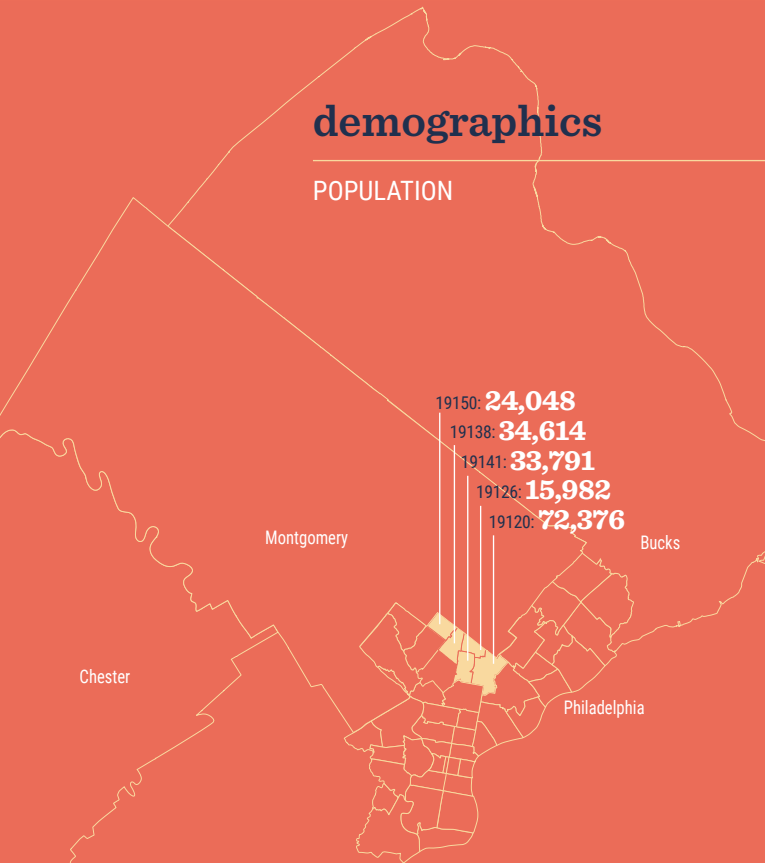 demographics
POPULATION
19150: 24,048
19138: 34,614
19141: 33,791
19126: 15,982
19120: 72,376
Montgomery
Bucks
Chester
Philadelphia